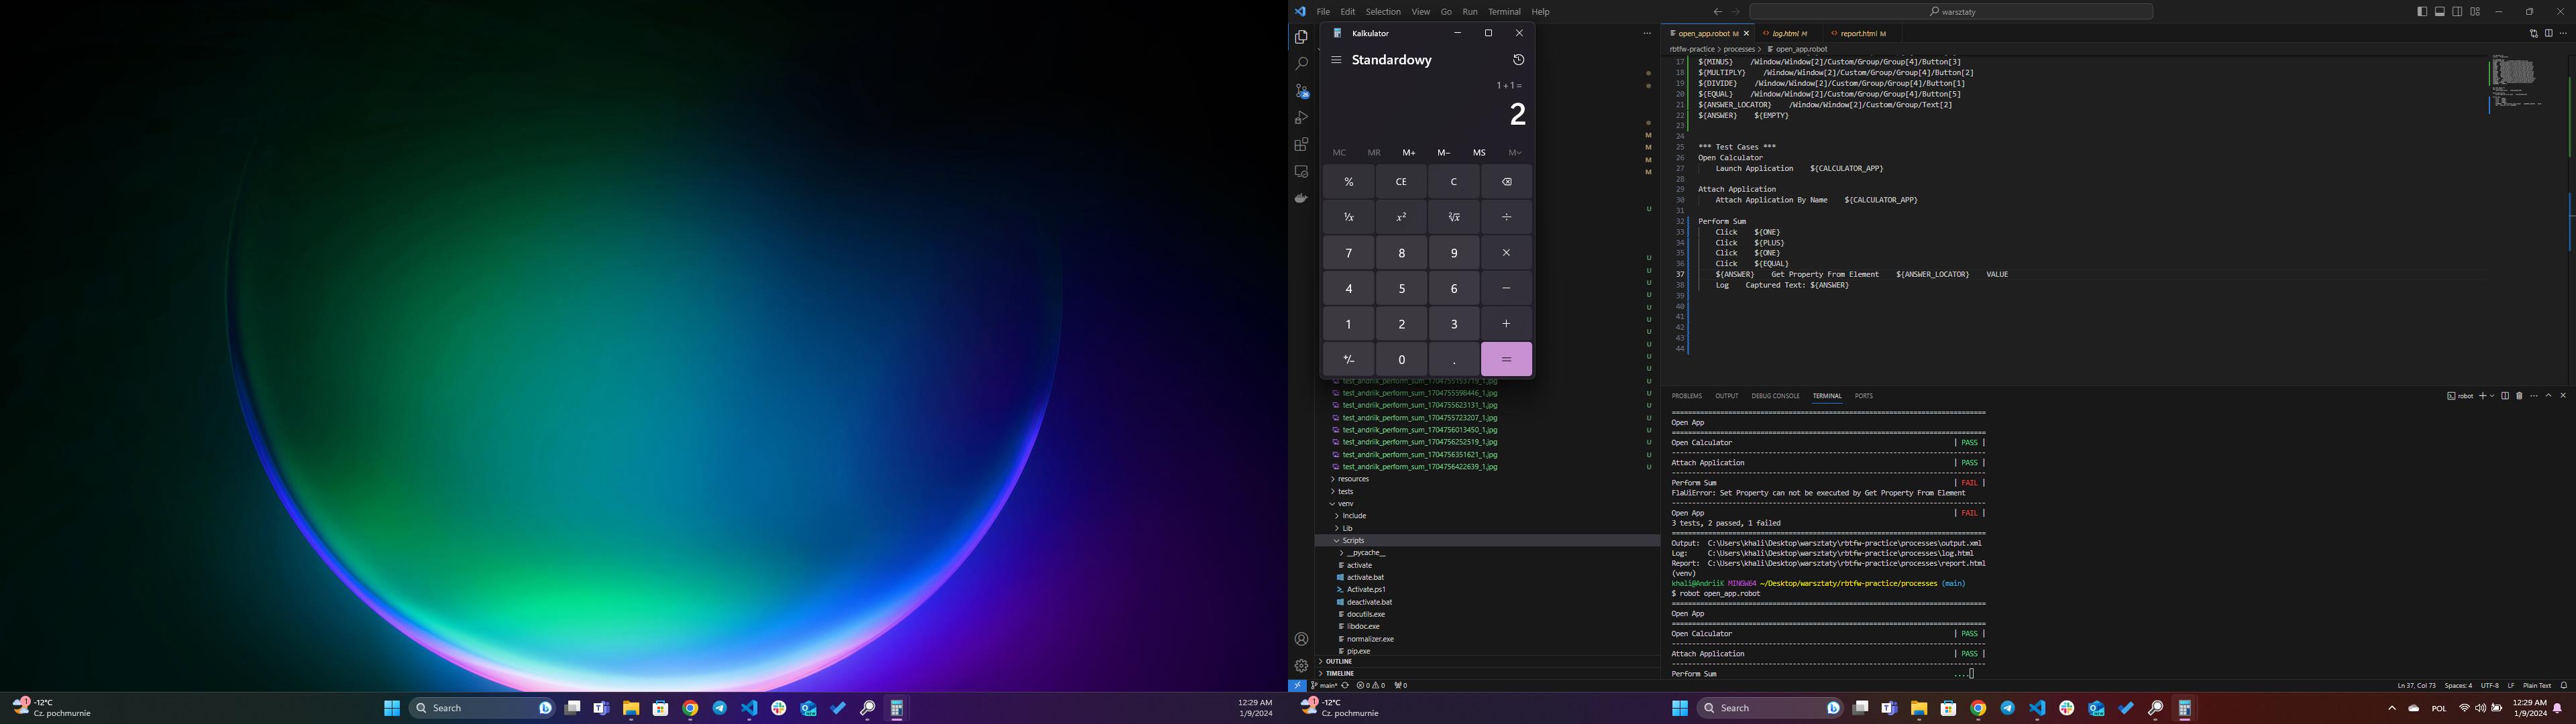 File Edit Selection View Go Run Terminal Help
warsztaty
Kalkulator
Standardowy
1 + 1 =
2
MC MR M+ M− MS M
% CE C
¹⁄x x² ²√x ÷
7 8 9 ×
4 5 6 −
1 2 3 +
+/− 0 . =
test_andriik_perform_sum_1704755153719_1.jpg
test_andriik_perform_sum_1704755598446_1.jpg
test_andriik_perform_sum_1704755623131_1.jpg
test_andriik_perform_sum_1704755723207_1.jpg
test_andriik_perform_sum_1704756013450_1.jpg
test_andriik_perform_sum_1704756252519_1.jpg
test_andriik_perform_sum_1704756351621_1.jpg
test_andriik_perform_sum_1704756422639_1.jpg
resources
tests
venv
Include
Lib
Scripts
__pycache__
activate
activate.bat
Activate.ps1
deactivate.bat
docutils.exe
libdoc.exe
normalizer.exe
pip.exe
OUTLINE
TIMELINE
open_app.robot M log.html M report.html M
rbtfw-practice > processes > open_app.robot
17 ${MINUS} /Window/Window[2]/Custom/Group/Group[4]/Button[3]
18 ${MULTIPLY} /Window/Window[2]/Custom/Group/Group[4]/Button[2]
19 ${DIVIDE} /Window/Window[2]/Custom/Group/Group[4]/Button[1]
20 ${EQUAL} /Window/Window[2]/Custom/Group/Group[4]/Button[5]
21 ${ANSWER_LOCATOR} /Window/Window[2]/Custom/Group/Text[2]
22 ${ANSWER} ${EMPTY}
23
24
25 *** Test Cases ***
26 Open Calculator
27 Launch Application ${CALCULATOR_APP}
28
29 Attach Application
30 Attach Application By Name ${CALCULATOR_APP}
31
32 Perform Sum
33 Click ${ONE}
34 Click ${PLUS}
35 Click ${ONE}
36 Click ${EQUAL}
37 ${ANSWER} Get Property From Element ${ANSWER_LOCATOR} VALUE
38 Log Captured Text: ${ANSWER}
39
40
41
42
43
44
PROBLEMS OUTPUT DEBUG CONSOLE TERMINAL PORTS
robot
Open App
Open Calculator | PASS |
Attach Application | PASS |
Perform Sum | FAIL |
FlaUiError: Set Property can not be executed by Get Property From Element
Open App | FAIL |
3 tests, 2 passed, 1 failed
Output: C:\Users\khali\Desktop\warsztaty\rbtfw-practice\processes\output.xml
Log: C:\Users\khali\Desktop\warsztaty\rbtfw-practice\processes\log.html
Report: C:\Users\khali\Desktop\warsztaty\rbtfw-practice\processes\report.html
(venv)
khali@AndriiK MINGW64 ~/Desktop/warsztaty/rbtfw-practice/processes (main)
$ robot open_app.robot
Open App
Open Calculator | PASS |
Attach Application | PASS |
Perform Sum ....
main* 0 0 0
Ln 37, Col 73 Spaces: 4 UTF-8 LF Plain Text
-12°C
Cz. pochmurnie
Search
12:29 AM
1/9/2024
-12°C
Cz. pochmurnie
Search
POL
12:29 AM
1/9/2024